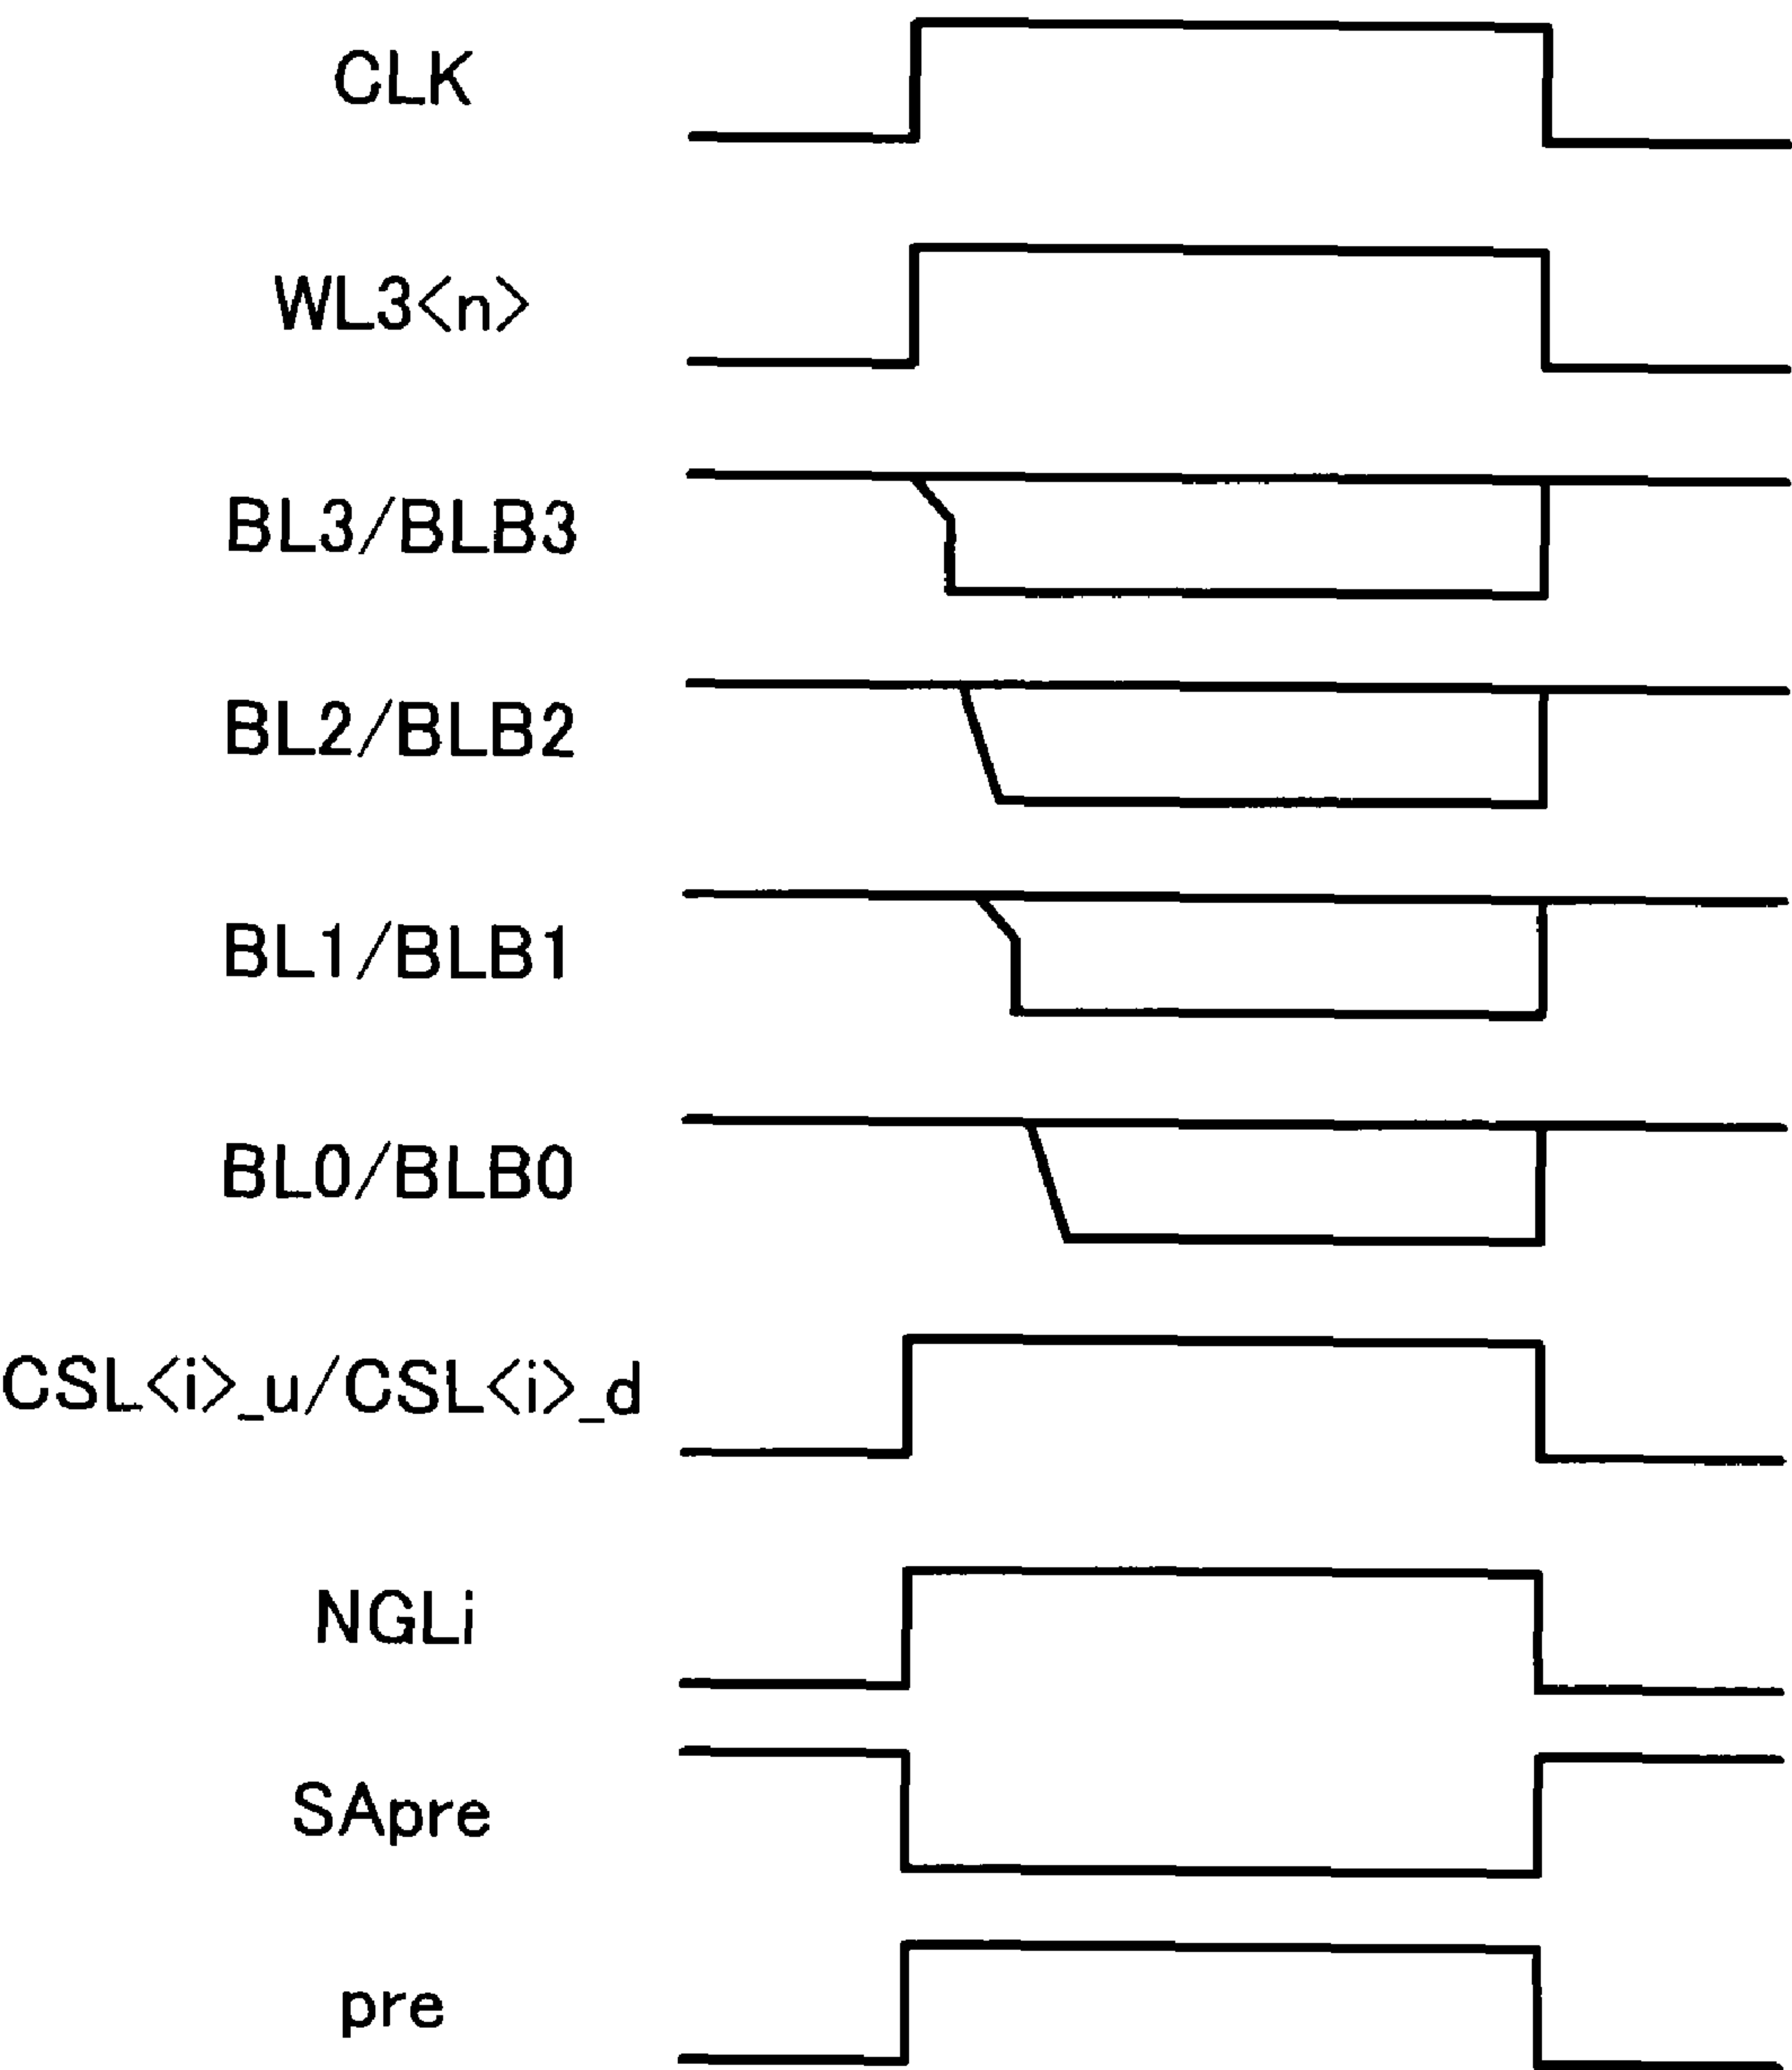 CLK
WL3<n>
BL3/BLB3
BL2/BLB2
BL1/BLB1
BL0/BLB0
CSL<i>_u/CSL<i>_d
NGLi
SApre
pre